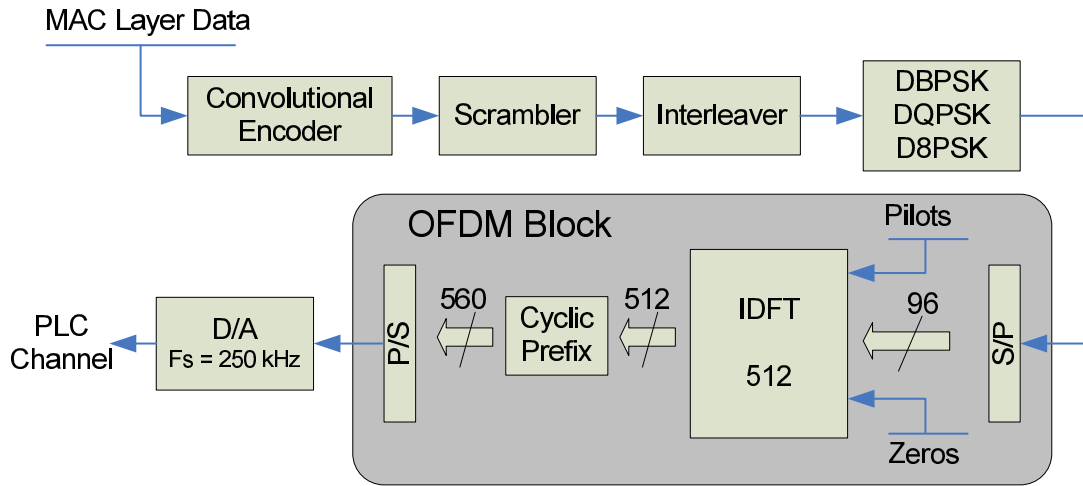 MAC Layer Data
Convolutional
Encoder
Scrambler
Interleaver
DBPSK
DQPSK
D8PSK
OFDM Block
Pilots
PLC
Channel
D/A
Fs = 250 kHz
P/S
560
Cyclic
Prefix
512
IDFT
512
96
S/P
Zeros